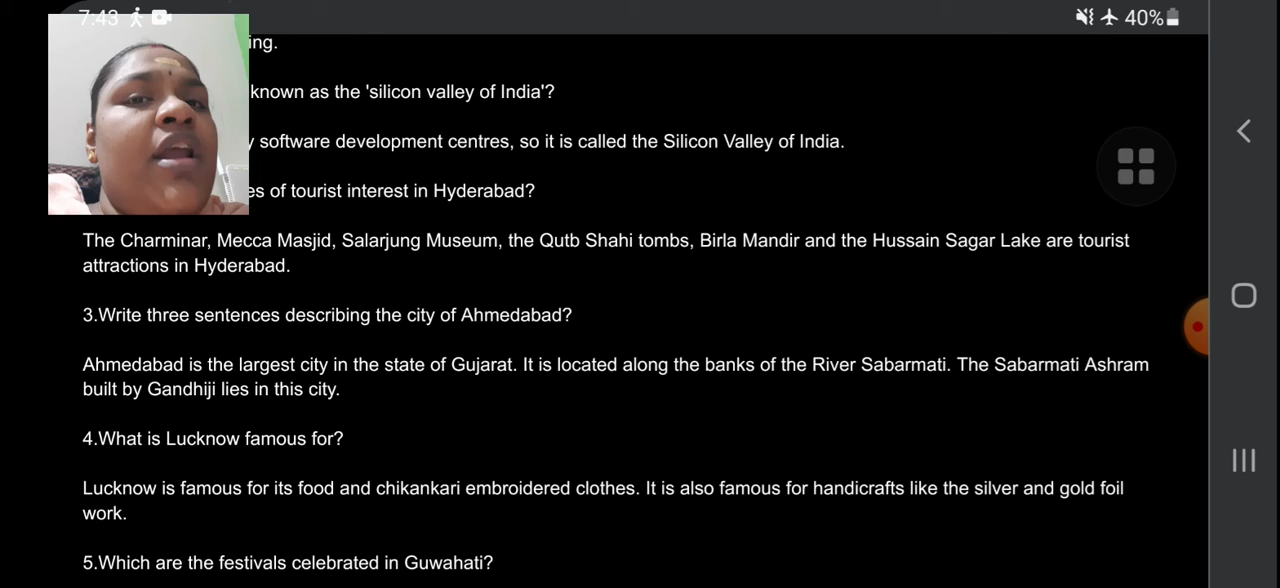 7:43 40%
ing.
known as the 'silicon valley of India'?
software development centres, so it is called the Silicon Valley of India.
es of tourist interest in Hyderabad?
The Charminar, Mecca Masjid, Salarjung Museum, the Qutb Shahi tombs, Birla Mandir and the Hussain Sagar Lake are tourist
attractions in Hyderabad.
3.Write three sentences describing the city of Ahmedabad?
Ahmedabad is the largest city in the state of Gujarat. It is located along the banks of the River Sabarmati. The Sabarmati Ashram
built by Gandhiji lies in this city.
4.What is Lucknow famous for?
Lucknow is famous for its food and chikankari embroidered clothes. It is also famous for handicrafts like the silver and gold foil
work.
5.Which are the festivals celebrated in Guwahati?